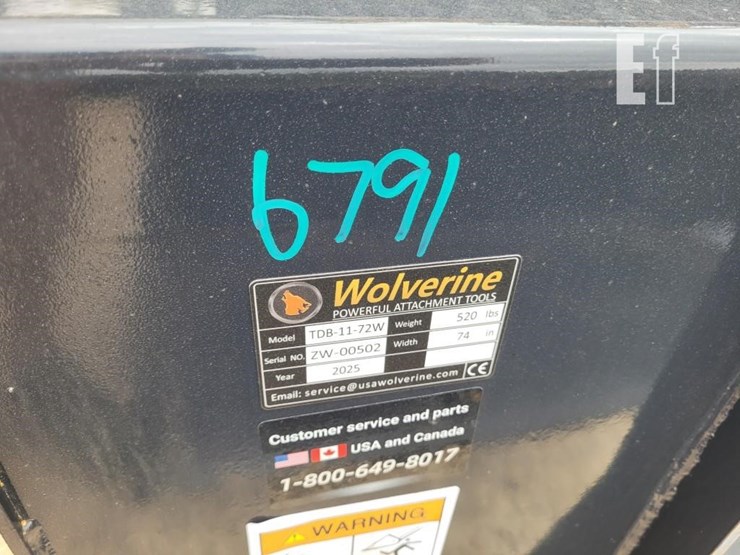 Ef
6791
Wolverine
POWERFUL ATTACHMENT TOOLS
Model TDB-11-72W Weight 520 lbs
Serial NO. ZW-00502 Width 74 in
Year 2025
Email: service@usawolverine.com CE
Customer service and parts
USA and Canada
1-800-649-8017
WARNING